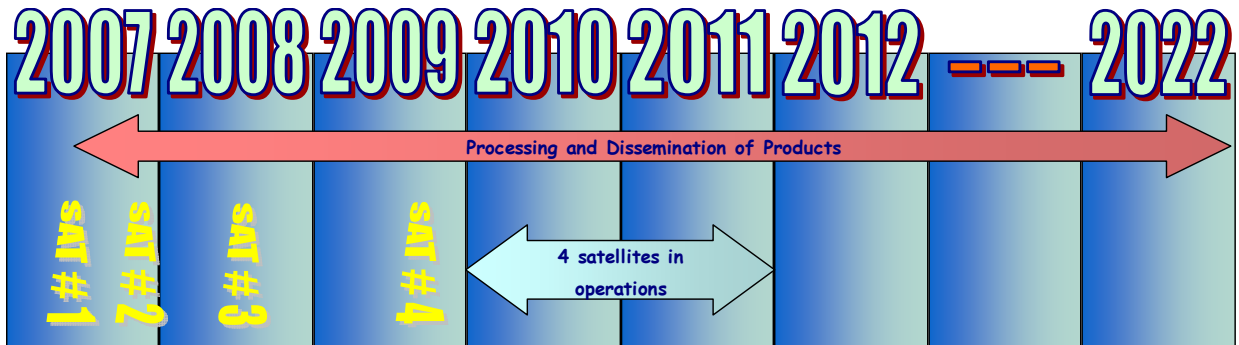 2007 2008 2009 2010 2011 2012 --- 2022
Processing and Dissemination of Products
SAT #1
SAT #2
SAT #3
SAT #4
4 satellites in
operations